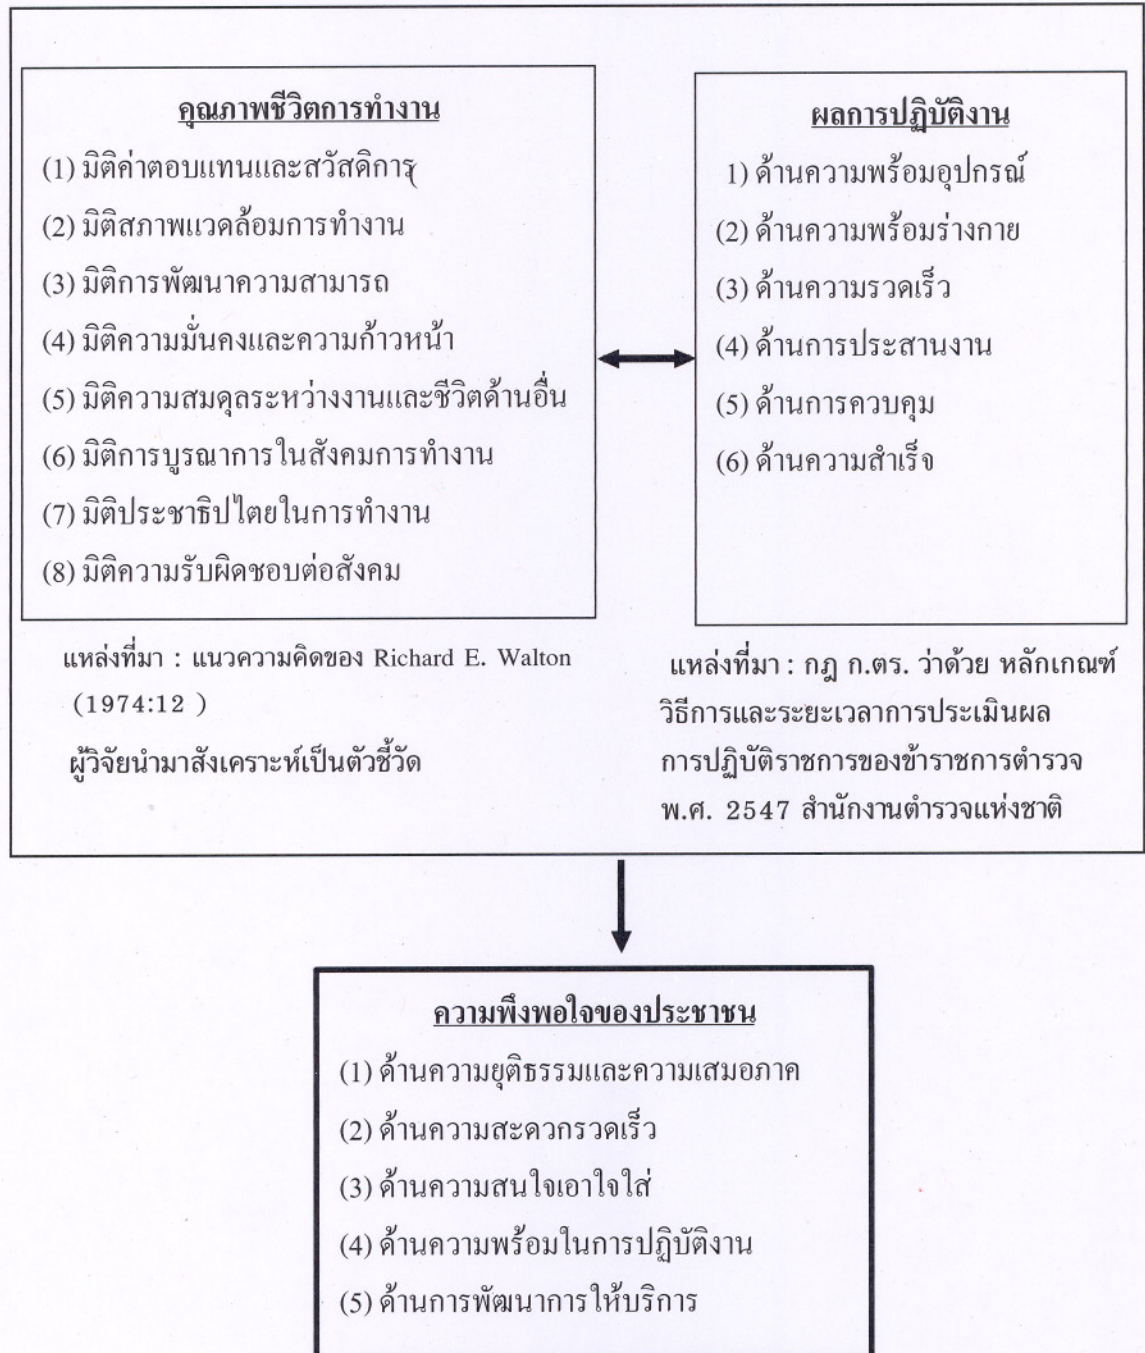 คุณภาพชีวิตการทำงาน
(1) มิติค่าตอบแทนและสวัสดิการ
(2) มิติสภาพแวดล้อมการทำงาน
(3) มิติการพัฒนาความสามารถ
(4) มิติความมั่นคงและความก้าวหน้า
(5) มิติความสมดุลระหว่างงานและชีวิตด้านอื่น
(6) มิติการบูรณาการในสังคมการทำงาน
(7) มิติประชาธิปไตยในการทำงาน
(8) มิติความรับผิดชอบต่อสังคม
แหล่งที่มา : แนวความคิดของ Richard E. Walton
(1974:12 )
ผู้วิจัยนำมาสังเคราะห์เป็นตัวชี้วัด
ผลการปฏิบัติงาน
1) ด้านความพร้อมอุปกรณ์
(2) ด้านความพร้อมร่างกาย
(3) ด้านความรวดเร็ว
(4) ด้านการประสานงาน
(5) ด้านการควบคุม
(6) ด้านความสำเร็จ
แหล่งที่มา : กฎ ก.ตร. ว่าด้วย หลักเกณฑ์
วิธีการและระยะเวลาการประเมินผล
การปฏิบัติราชการของข้าราชการตำรวจ
พ.ศ. 2547 สำนักงานตำรวจแห่งชาติ
ความพึงพอใจของประชาชน
(1) ด้านความยุติธรรมและความเสมอภาค
(2) ด้านความสะดวกรวดเร็ว
(3) ด้านความสนใจเอาใจใส่
(4) ด้านความพร้อมในการปฏิบัติงาน
(5) ด้านการพัฒนาการให้บริการ